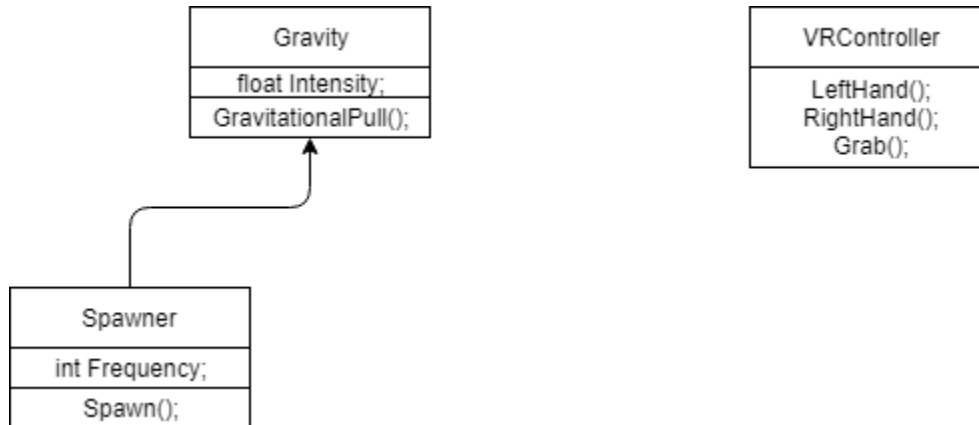 Gravity
float Intensity;
GravitationalPull();
VRController
LeftHand();
RightHand();
Grab();
Spawner
int Frequency;
Spawn();